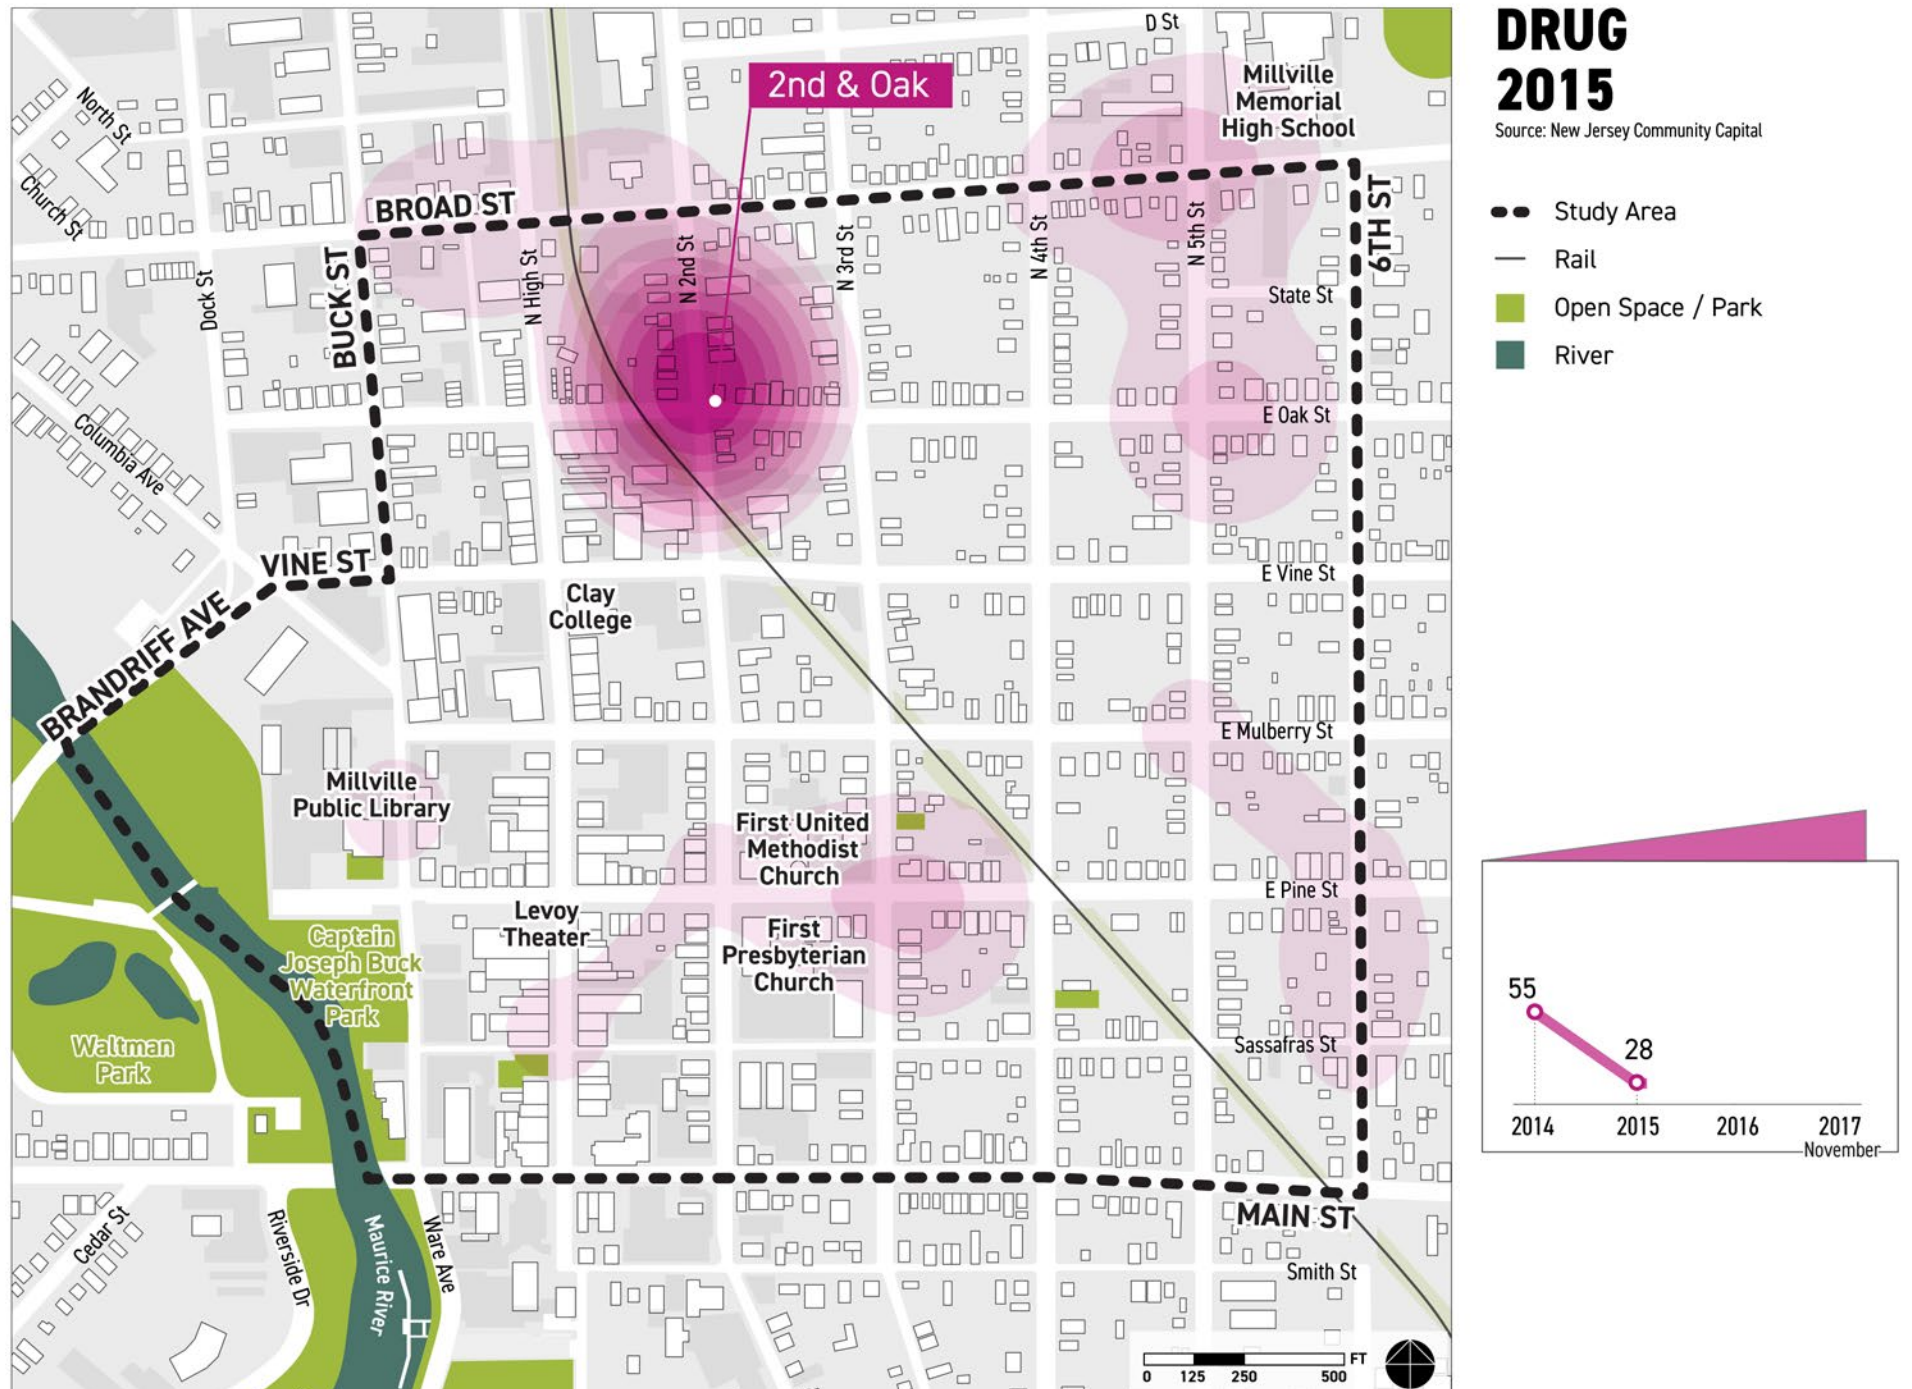 DRUG
2015
Source: New Jersey Community Capital
Study Area
Rail
Open Space / Park
River
D St
Millville
Memorial
High School
2nd & Oak
North St
Church St
BROAD ST
BUCK ST
Dock St
N High St
N 2nd St
N 3rd St
N 4th St
N 5th St
6TH ST
State St
E Oak St
Columbia Ave
VINE ST
E Vine St
Clay
College
BRANDRIFF AVE
E Mulberry St
Millville
Public Library
First United
Methodist
Church
E Pine St
Levoy
Theater
First
Presbyterian
Church
Captain
Joseph Buck
Waterfront
Park
Waltman
Park
Sassafras St
MAIN ST
Cedar St
Riverside Dr
Maurice River
Ware Ave
Smith St
0 125 250 500 FT
55
28
2014 2015 2016 2017
November